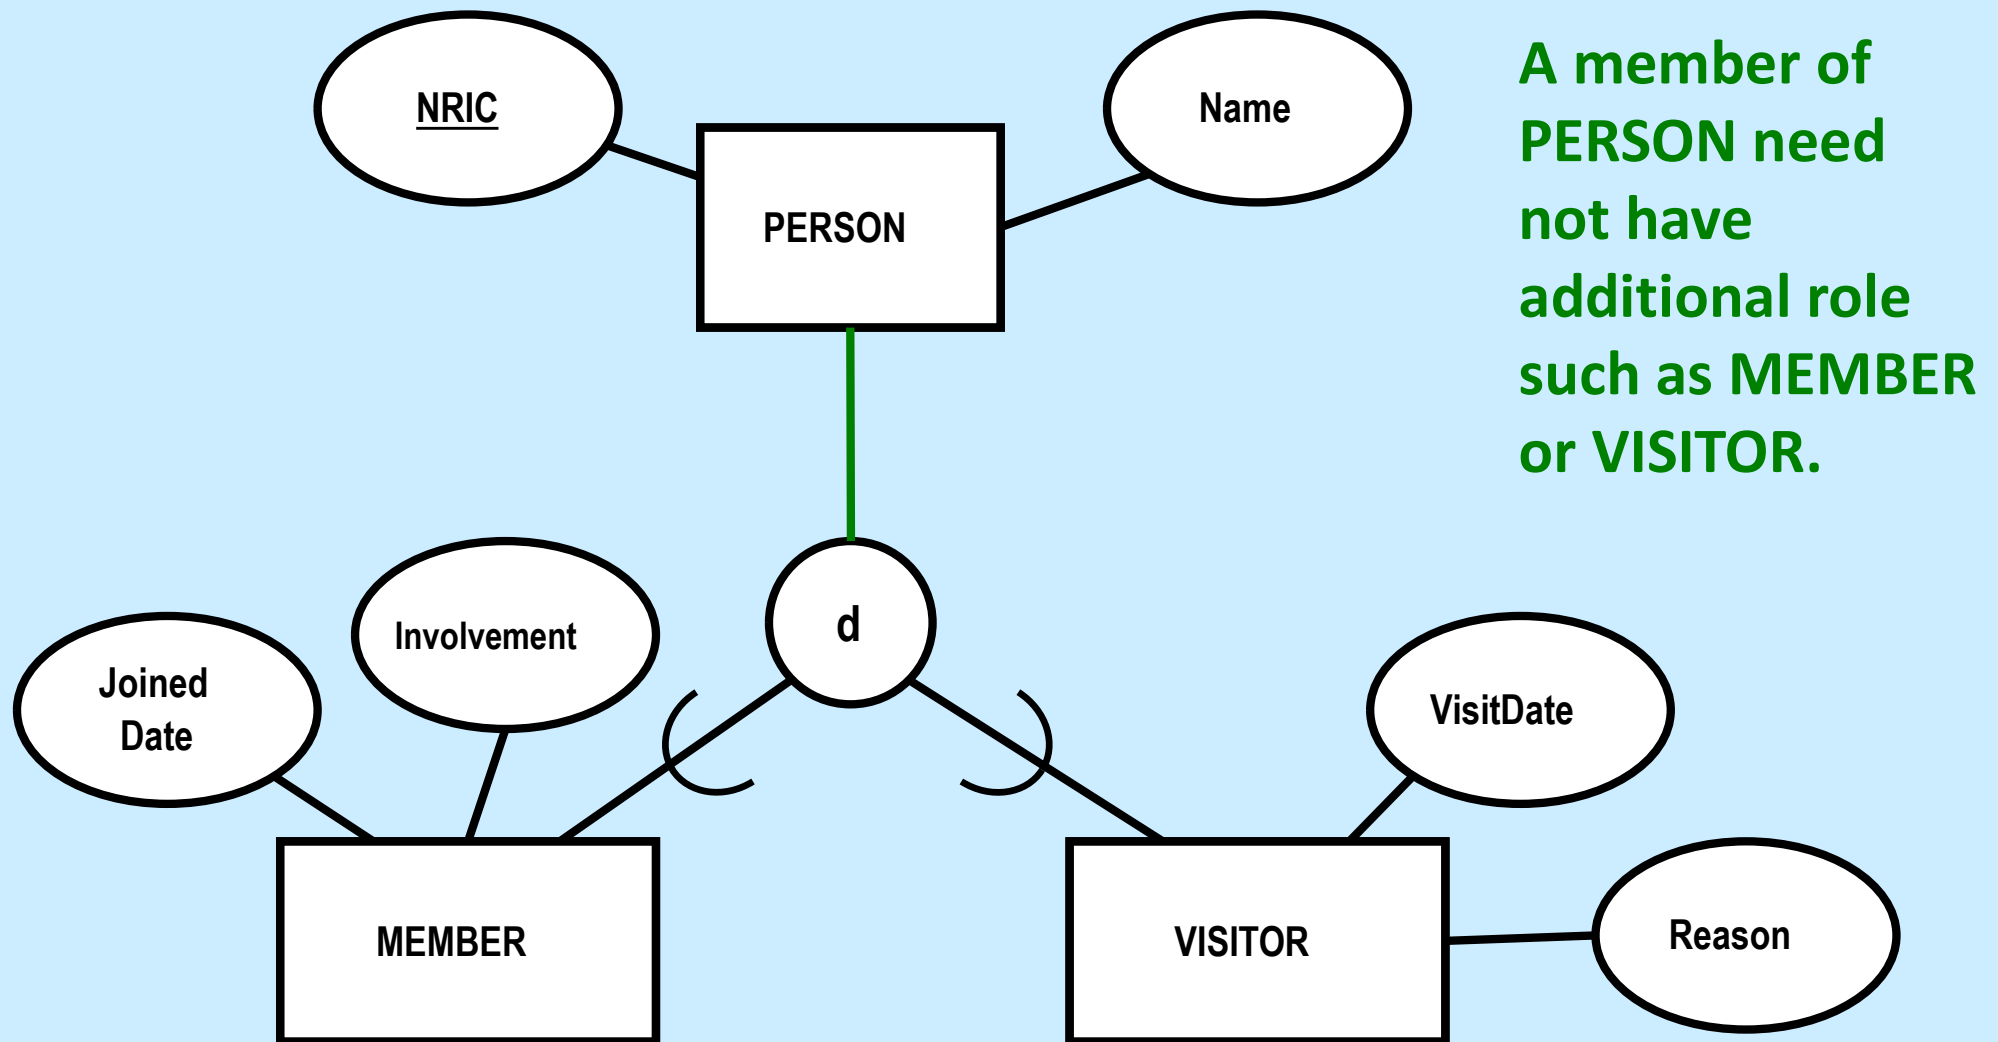 NRIC
Name
PERSON
A member of
PERSON need
not have
additional role
such as MEMBER
or VISITOR.
d
Involvement
Joined
Date
VisitDate
MEMBER
VISITOR
Reason